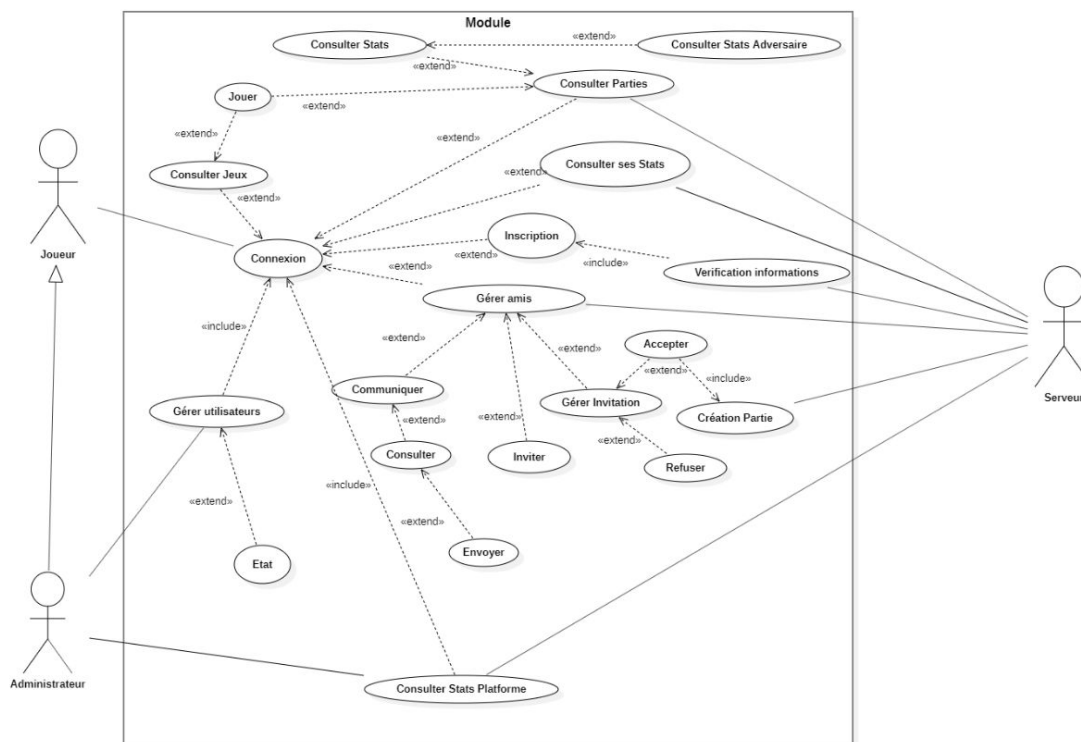 Module
Consulter Stats
«extend»
Consulter Stats Adversaire
«extend»
Consulter Parties
Jouer
«extend»
«extend»
«extend»
Consulter Jeux
«extend»
Consulter ses Stats
«extend»
Joueur
Connexion
Inscription
«extend»
«include»
Verification informations
«extend»
Gérer amis
«include»
«extend»
«extend»
Accepter
«extend»
«include»
Communiquer
Gérer Invitation
Création Partie
Serveur
Gérer utilisateurs
«extend»
«extend»
«extend»
Consulter
Inviter
Refuser
«include»
«extend»
«extend»
Envoyer
Etat
Administrateur
Consulter Stats Platforme